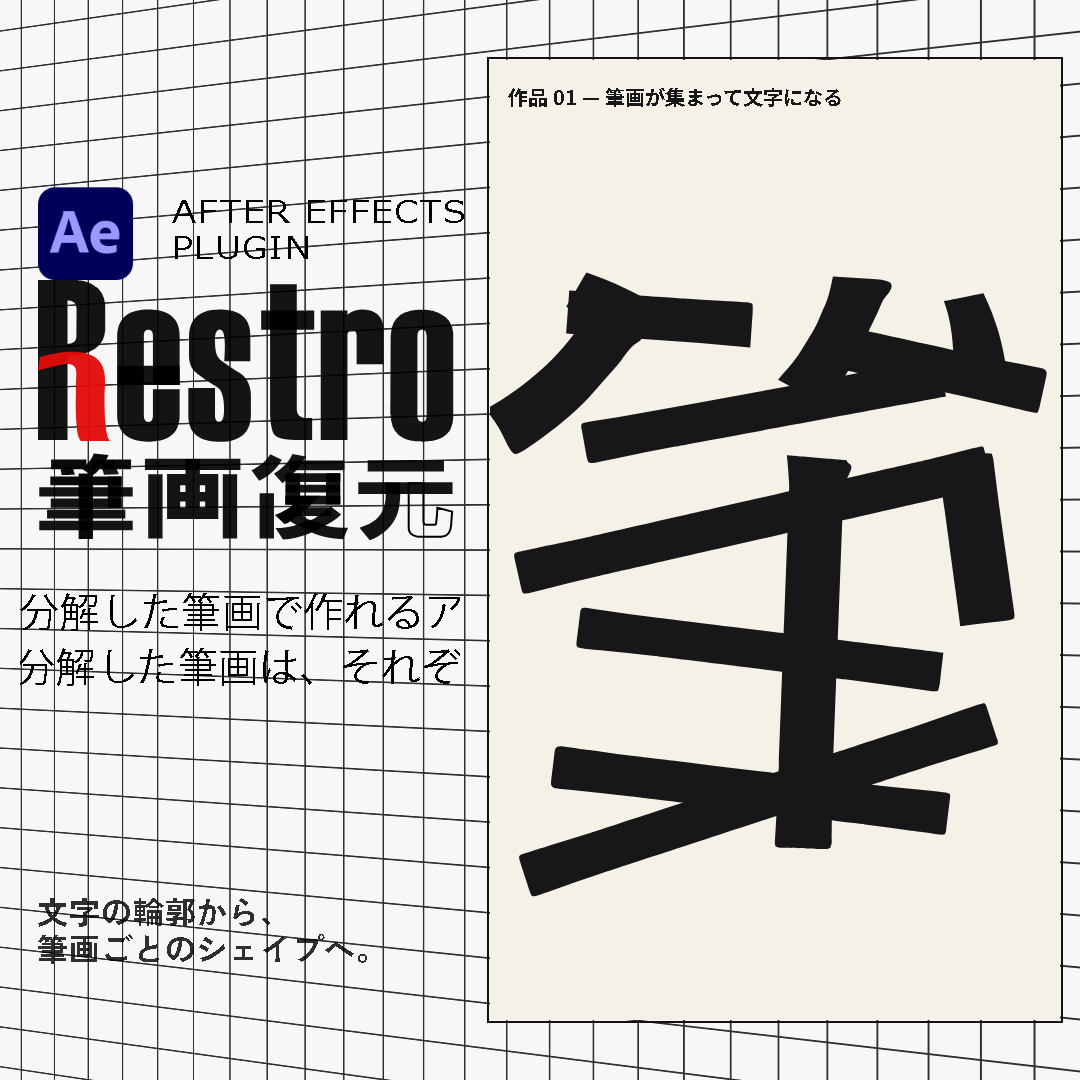 Ae
AFTER EFFECTS
PLUGIN
Restro
筆画復元
分解した筆画で作れるア
分解した筆画は、それぞ
文字の輪郭から、
筆画ごとのシェイプへ。
作品 01 — 筆画が集まって文字になる
筆